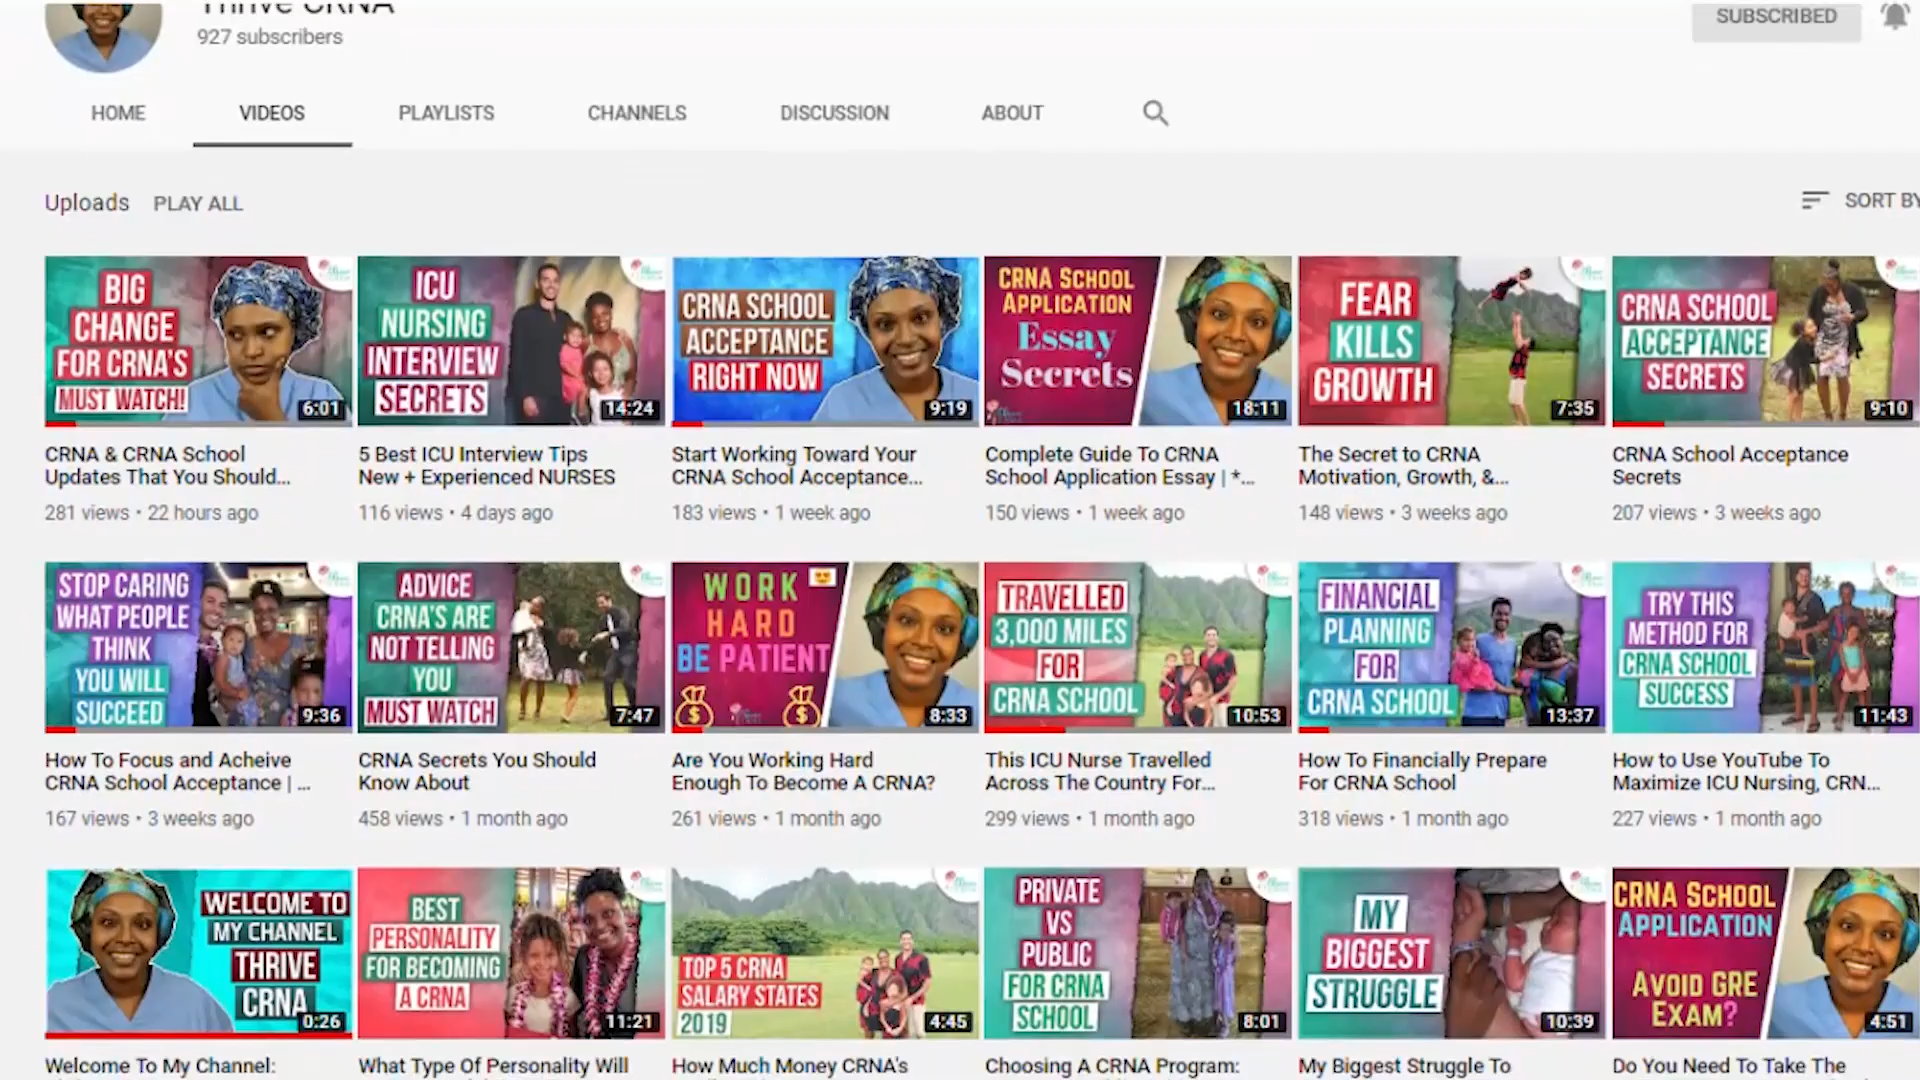 Thrive CRNA
927 subscribers
SUBSCRIBED
HOME
VIDEOS
PLAYLISTS
CHANNELS
DISCUSSION
ABOUT
Uploads
PLAY ALL
SORT BY
BIG
CHANGE
FOR CRNA'S
MUST WATCH!
6:01
ICU
NURSING
INTERVIEW
SECRETS
14:24
CRNA SCHOOL
ACCEPTANCE
RIGHT NOW
9:19
CRNA SCHOOL
APPLICATION
Essay
Secrets
18:11
FEAR
KILLS
GROWTH
7:35
CRNA SCHOOL
ACCEPTANCE
SECRETS
9:10
CRNA & CRNA School
Updates That You Should...
281 views • 22 hours ago
5 Best ICU Interview Tips
New + Experienced NURSES
116 views • 4 days ago
Start Working Toward Your
CRNA School Acceptance...
183 views • 1 week ago
Complete Guide To CRNA
School Application Essay | *...
150 views • 1 week ago
The Secret to CRNA
Motivation, Growth, &...
148 views • 3 weeks ago
CRNA School Acceptance
Secrets
207 views • 3 weeks ago
STOP CARING
WHAT PEOPLE
THINK
YOU WILL
SUCCEED
9:36
ADVICE
CRNA'S ARE
NOT TELLING
YOU
MUST WATCH
7:47
WORK
HARD
BE PATIENT
8:33
TRAVELLED
3,000 MILES
FOR
CRNA SCHOOL
10:53
FINANCIAL
PLANNING
FOR
CRNA SCHOOL
13:37
TRY THIS
METHOD FOR
CRNA SCHOOL
SUCCESS
11:43
How To Focus and Acheive
CRNA School Acceptance | ...
167 views • 3 weeks ago
CRNA Secrets You Should
Know About
458 views • 1 month ago
Are You Working Hard
Enough To Become A CRNA?
261 views • 1 month ago
This ICU Nurse Travelled
Across The Country For...
299 views • 1 month ago
How To Financially Prepare
For CRNA School
318 views • 1 month ago
How to Use YouTube To
Maximize ICU Nursing, CRN...
227 views • 1 month ago
WELCOME TO
MY CHANNEL
THRIVE
CRNA
0:26
BEST
PERSONALITY
FOR BECOMING
A CRNA
11:21
TOP 5 CRNA
SALARY STATES
2019
4:45
PRIVATE
VS
PUBLIC
FOR CRNA
SCHOOL
8:01
MY
BIGGEST
STRUGGLE
10:39
CRNA SCHOOL
APPLICATION
AVOID GRE
EXAM?
4:51
Welcome To My Channel:
What Type Of Personality Will
How Much Money CRNA's
Choosing A CRNA Program:
My Biggest Struggle To
Do You Need To Take The